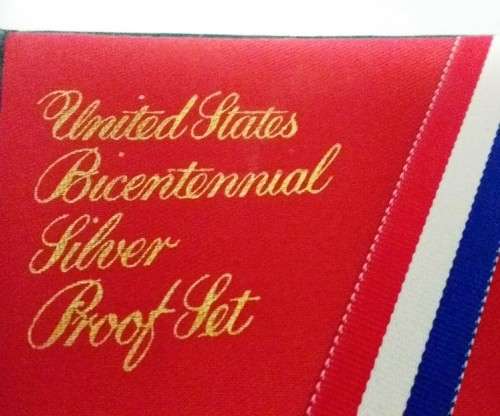 United States
Bicentennial
Silver
Proof Set